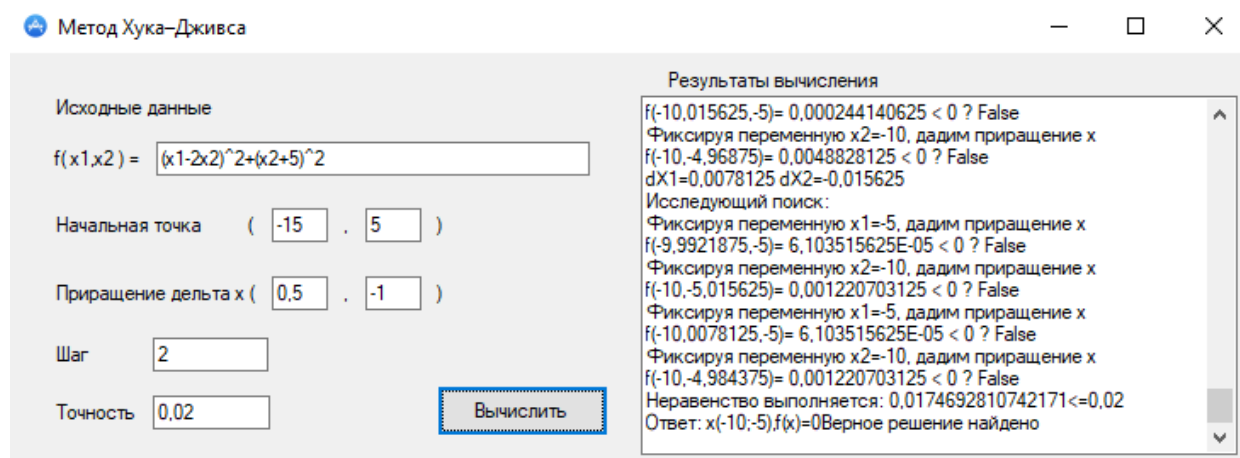 Метод Хука–Дживса
Исходные данные
f( x1,x2 ) = (x1-2x2)^2+(x2+5)^2
Начальная точка ( -15 , 5 )
Приращение дельта x ( 0,5 , -1 )
Шаг 2
Точность 0,02
Вычислить
Результаты вычисления
f(-10,015625,-5)= 0,000244140625 < 0 ? False
Фиксируя переменную x2=-10, дадим приращение x
f(-10,-4,96875)= 0,0048828125 < 0 ? False
dX1=0,0078125 dX2=-0,015625
Исследующий поиск:
Фиксируя переменную x1=-5, дадим приращение x
f(-9,9921875,-5)= 6,103515625E-05 < 0 ? False
Фиксируя переменную x2=-10, дадим приращение x
f(-10,-5,015625)= 0,001220703125 < 0 ? False
Фиксируя переменную x1=-5, дадим приращение x
f(-10,0078125,-5)= 6,103515625E-05 < 0 ? False
Фиксируя переменную x2=-10, дадим приращение x
f(-10,-4,984375)= 0,001220703125 < 0 ? False
Неравенство выполняется: 0,0174692810742171<=0,02
Ответ: x(-10;-5),f(x)=0Верное решение найдено